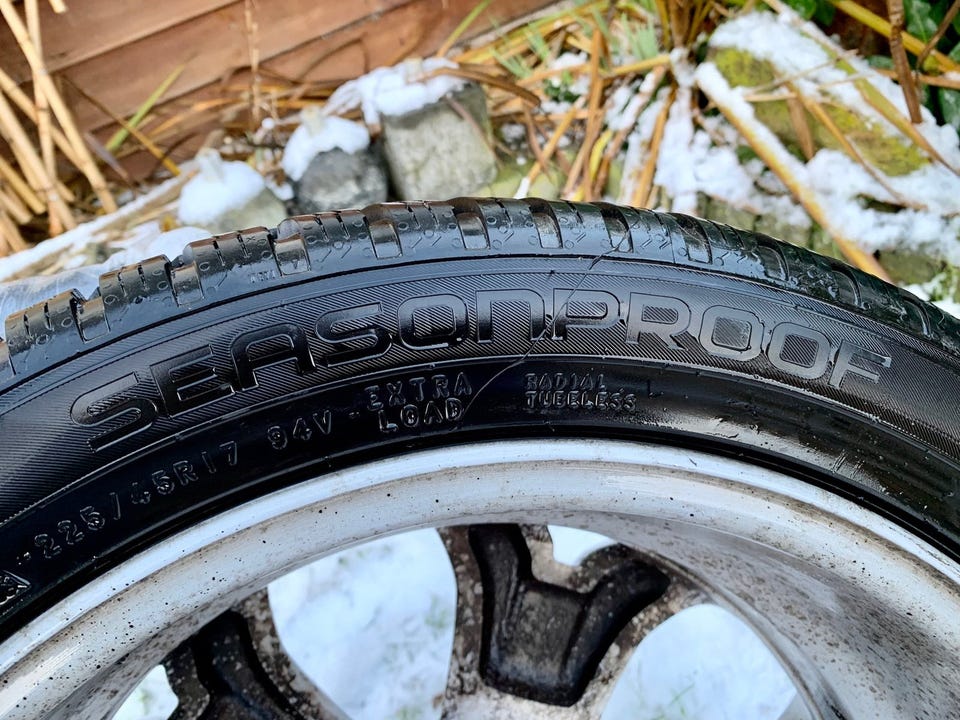 SEASONPROOF
225/45R17 94V
EXTRA
LOAD
RADIAL
TUBELESS